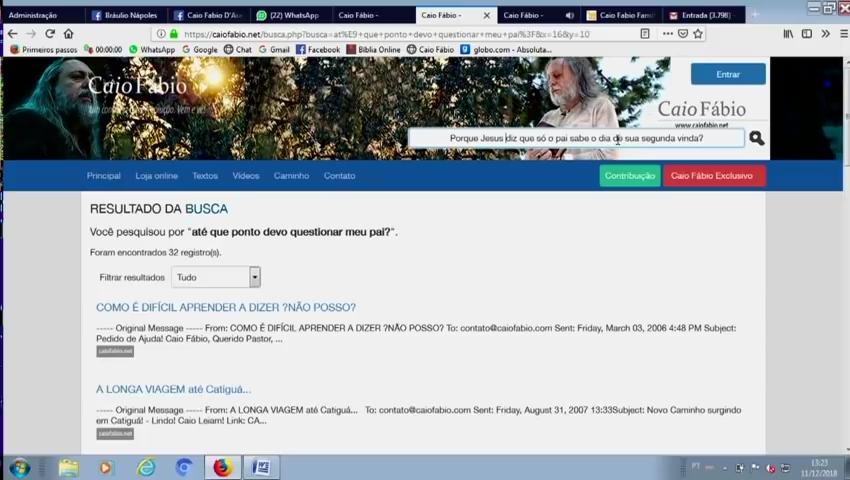 Administração
Bráulio Nápoles
Caio Fabio D'Ara
(22) WhatsApp
Caio Fábio -
Caio Fábio -
Caio Fábio -
Caio Fabio Fami
Entrada (3.798)
https://caiofabio.net/busca.php?busca=at%E9+que+ponto+devo+questionar+meu+pai%3F&x=16&y=10
Primeiros passos
00:00:00
WhatsApp
Google
Chat
Gmail
Facebook
Bíblia Online
Caio Fábio
globo.com - Absoluta...
Caio Fábio
Entrar
Caio Fábio
www.caiofabio.net
Porque Jesus diz que só o pai sabe o dia de sua segunda vinda?
Principal Loja online Textos Vídeos Caminho Contato
Contribuição Caio Fábio Exclusivo
RESULTADO DA BUSCA
Você pesquisou por "até que ponto devo questionar meu pai?".
Foram encontrados 32 registro(s).
Filtrar resultados Tudo
COMO É DIFÍCIL APRENDER A DIZER ?NÃO POSSO?
----- Original Message ----- From: COMO É DIFÍCIL APRENDER A DIZER ?NÃO POSSO? To: contato@caiofabio.com Sent: Friday, March 03, 2006 4:48 PM Subject:
Pedido de Ajuda! Caio Fábio, Querido Pastor, ...
caiofabio.net
A LONGA VIAGEM até Catiguá...
----- Original Message ----- From: A LONGA VIAGEM até Catiguá... To: contato@caiofabio.com Sent: Friday, August 31, 2007 13:33Subject: Novo Caminho surgindo
em Catiguá! - Lindo! Caio Leiam! Link: CA...
caiofabio.net
PT
13:23
11/12/2018